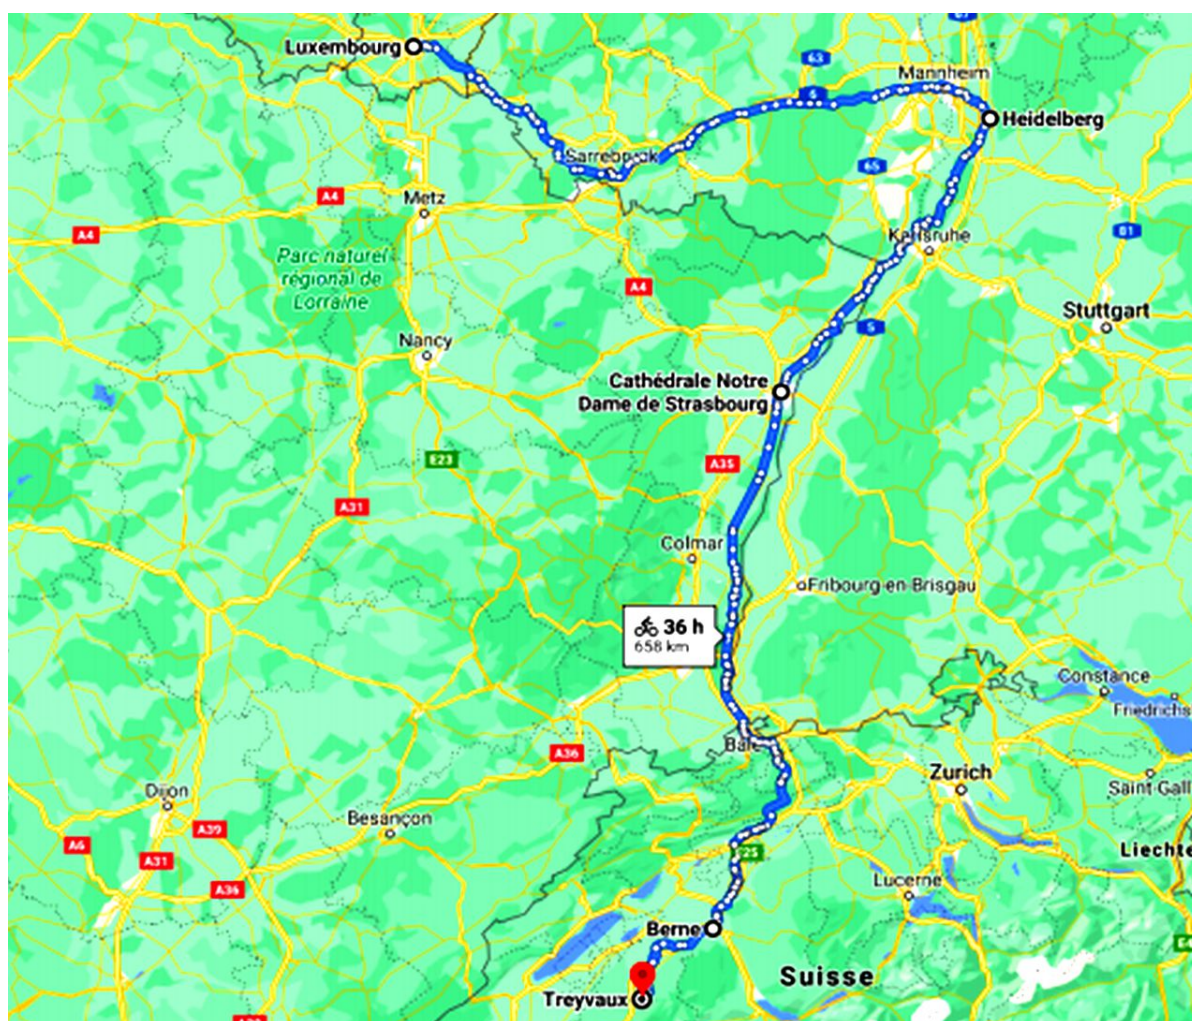 Luxembourg
63
Mannheim
6
Heidelberg
Sarrebruck
65
A4
Metz
A4
81
Karlsruhe
Parc naturel
régional de
Lorraine
A4
Stuttgart
5
Nancy
Cathédrale Notre
Dame de Strasbourg
E23
A35
A31
Colmar
Fribourg-en-Brisgau
36 h
658 km
Constance
Friedrichs
Bâle
A36
Zurich
Saint-Gall
Dijon
Besançon
A39
A6
A31
E25
Liechte
A36
Lucerne
Berne
Suisse
Treyvaux